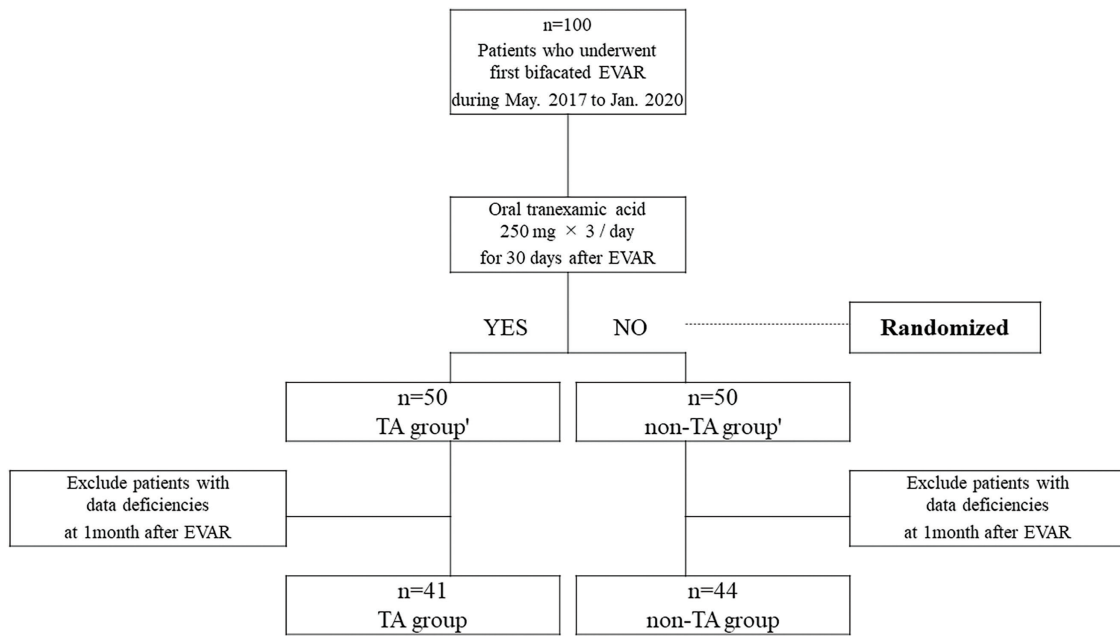 n=100
Patients who underwent
first bifacated EVAR
during May. 2017 to Jan. 2020
Oral tranexamic acid
250 mg × 3 / day
for 30 days after EVAR
YES
NO
Randomized
n=50
TA group'
n=50
non-TA group'
Exclude patients with
data deficiencies
at 1month after EVAR
Exclude patients with
data deficiencies
at 1month after EVAR
n=41
TA group
n=44
non-TA group